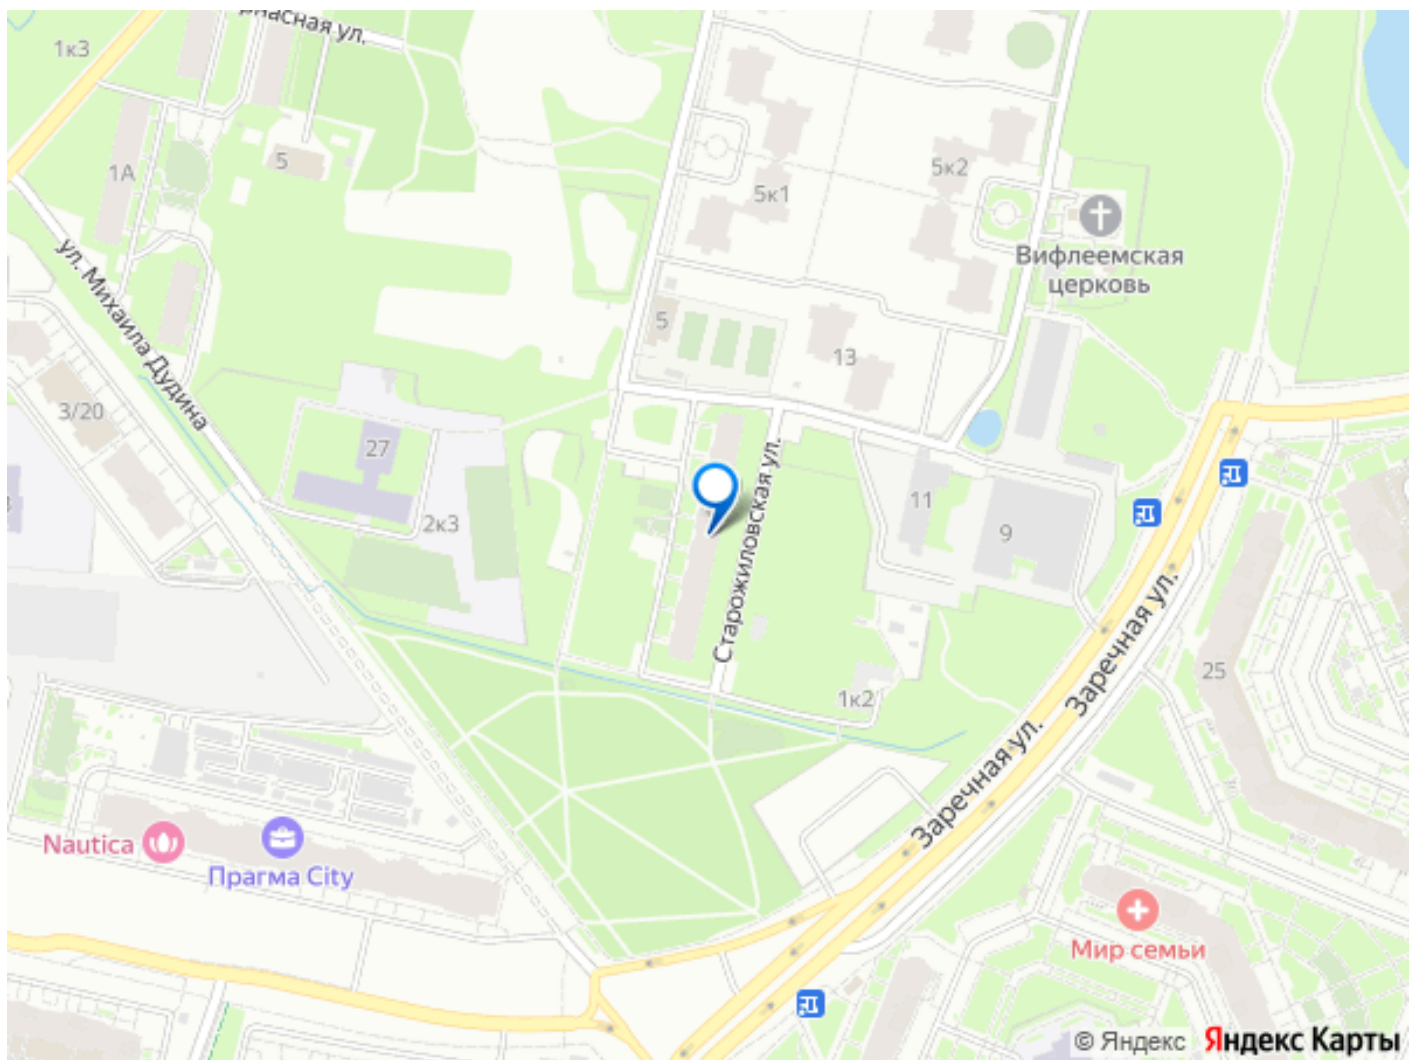 1к3
1А
5
5к1
5к2
Вифлеемская
церковь
ул. Михаила Дудина
5
13
3/20
27
2к3
Старожиловская ул.
11
9
Заречная ул.
25
1к2
Заречная ул.
Nautica
Прагма City
Мир семьи
© Яндекс Яндекс Карты